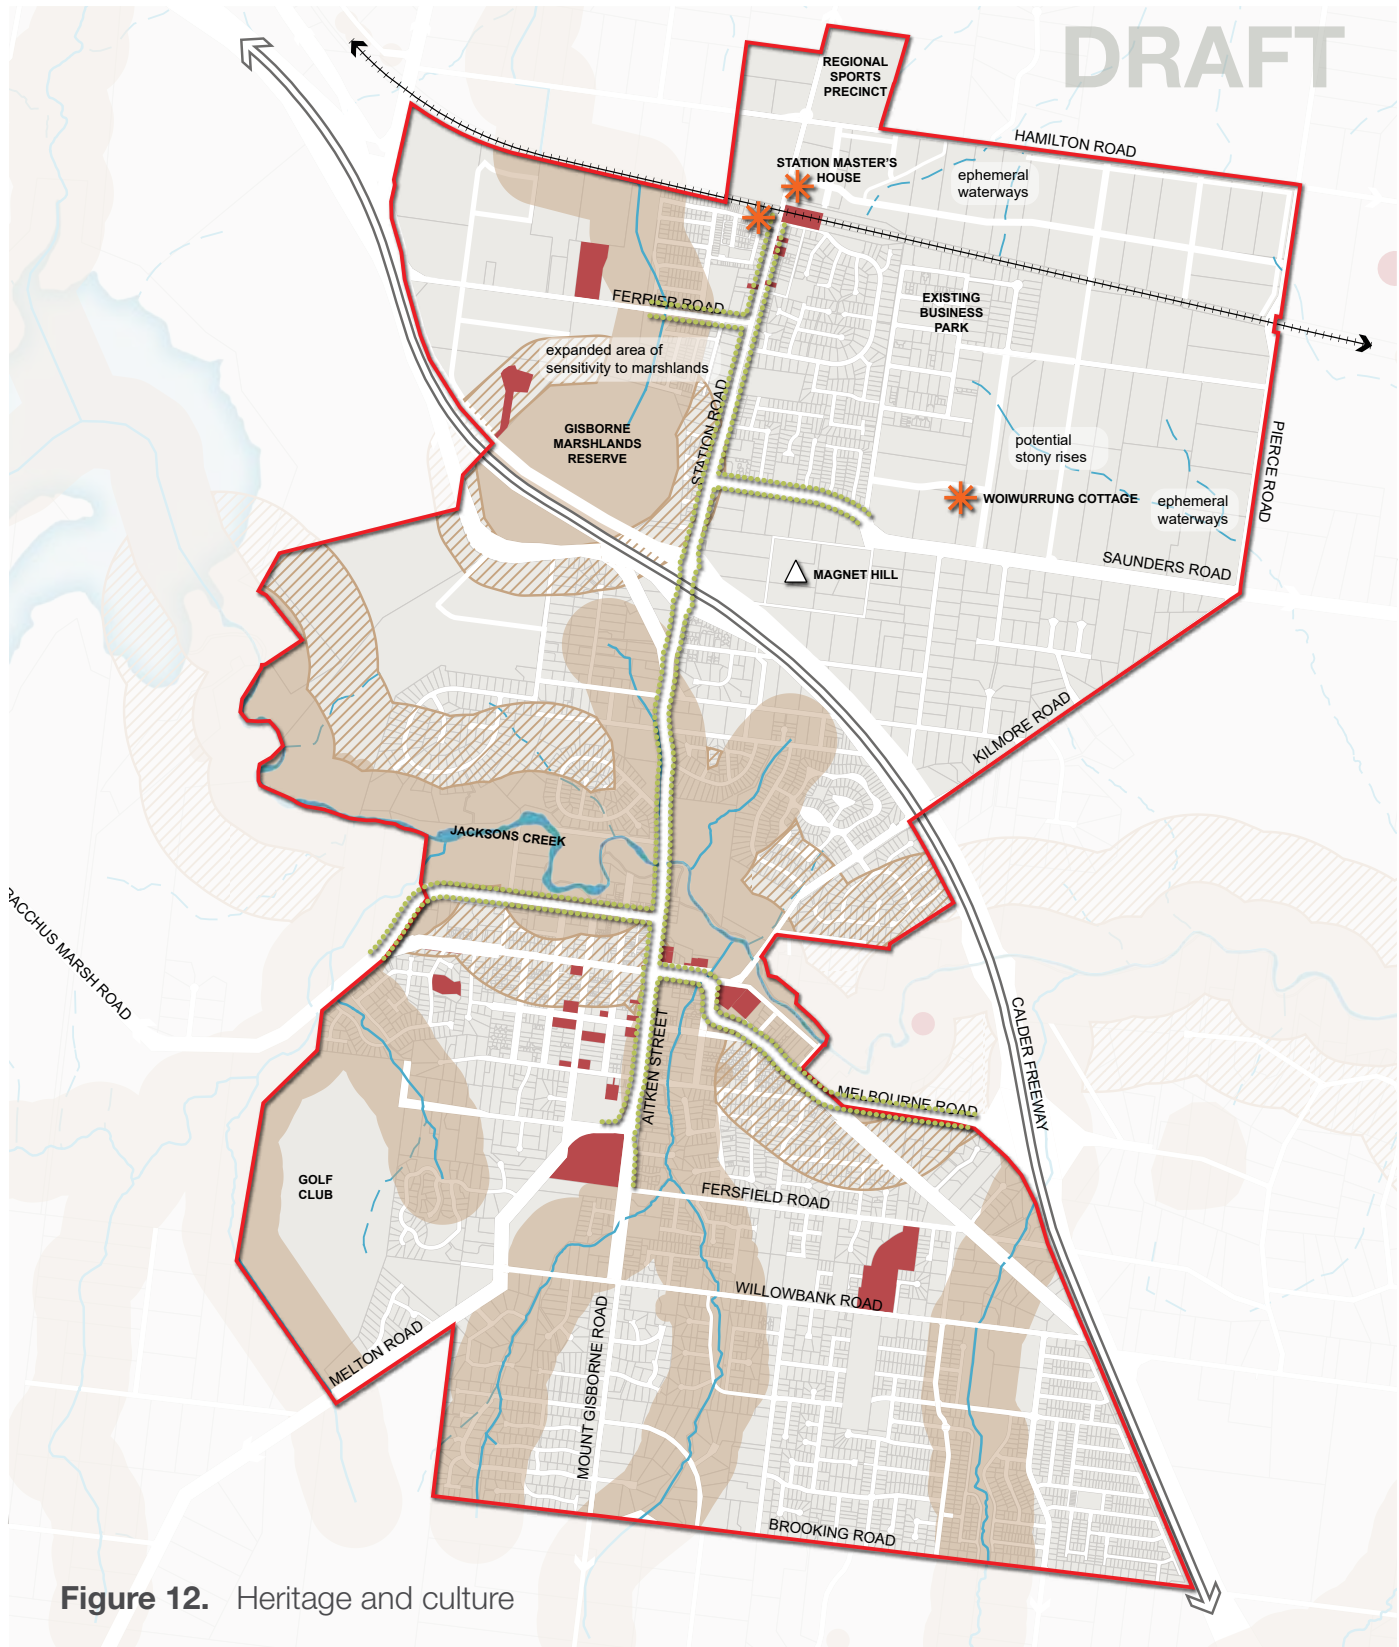 DRAFT
REGIONAL
SPORTS
PRECINCT
HAMILTON ROAD
STATION MASTER'S
HOUSE
ephemeral
waterways
FERRIER ROAD
EXISTING
BUSINESS
PARK
expanded area of
sensitivity to marshlands
STATION ROAD
GISBORNE
MARSHLANDS
RESERVE
potential
stony rises
PIERCE ROAD
WOIWURRUNG COTTAGE
ephemeral
waterways
SAUNDERS ROAD
MAGNET HILL
KILMORE ROAD
JACKSONS CREEK
BACCHUS MARSH ROAD
AITKEN STREET
CALDER FREEWAY
MELBOURNE ROAD
GOLF
CLUB
FERSFIELD ROAD
WILLOWBANK ROAD
MELTON ROAD
MOUNT GISBORNE ROAD
BROOKING ROAD
Figure 12. Heritage and culture